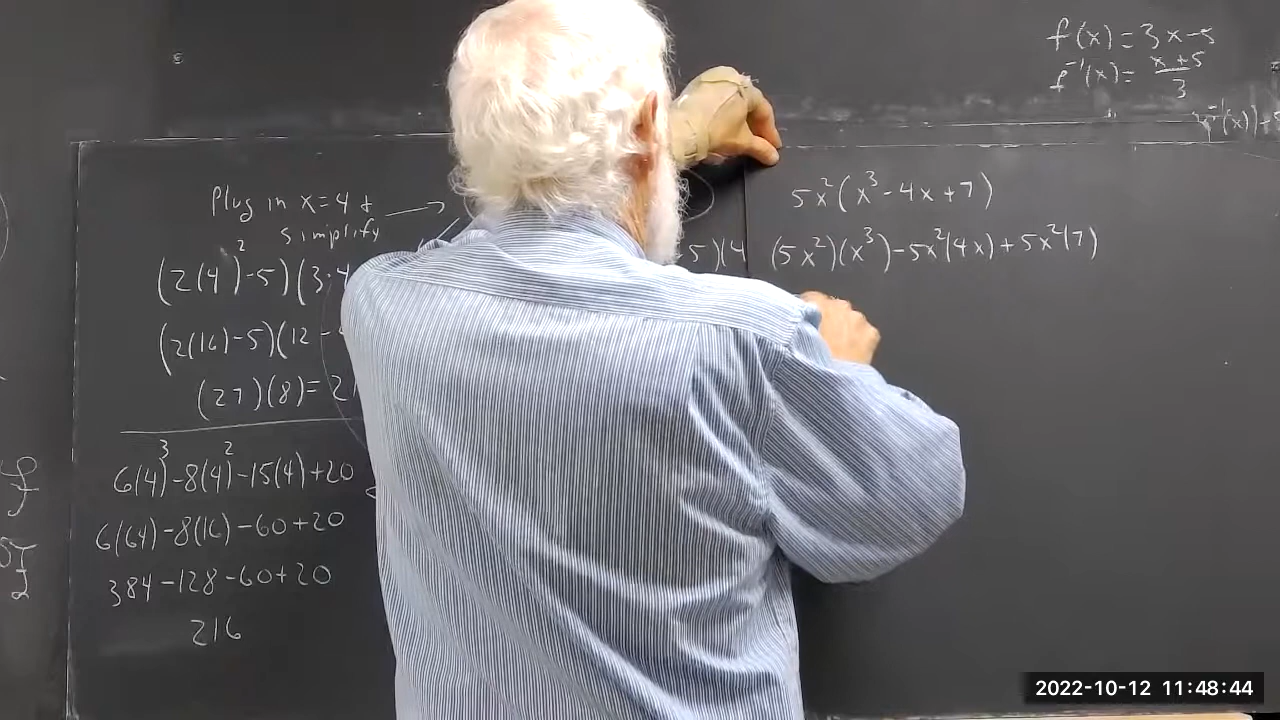 f(x) = 3x-5
f⁻¹(x) = (x+5)/3
Plug in x=4 &
simplify
(2(4)²-5)(3·4
(2(16)-5)(12-
(27)(8)= 21
6(4)³-8(4)²-15(4)+20
6(64)-8(16)-60+20
384-128-60+20
216
5)(4
5x²(x³-4x+7)
(5x²)(x³)-5x²(4x)+5x²(7)
2022-10-12 11:48:44